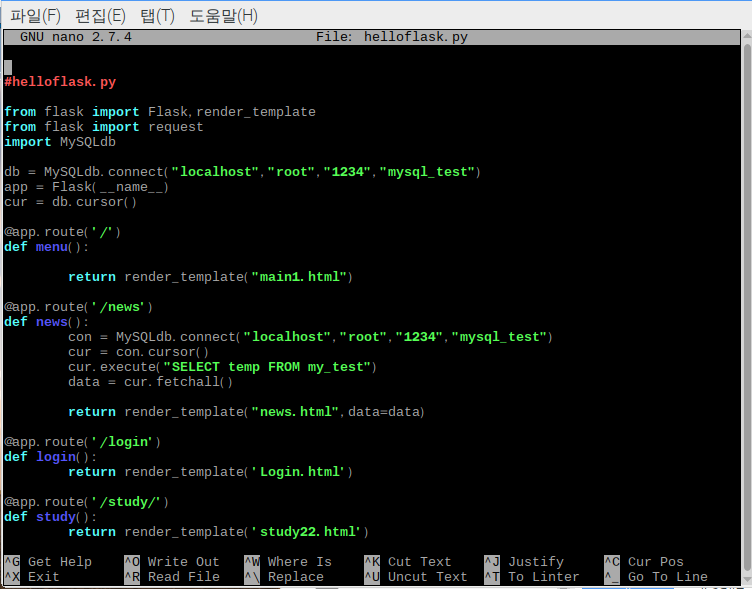 파일(F) 편집(E) 탭(T) 도움말(H)
GNU nano 2.7.4 File: helloflask.py
#helloflask.py
from flask import Flask,render_template
from flask import request
import MySQLdb
db = MySQLdb.connect("localhost","root","1234","mysql_test")
app = Flask(__name__)
cur = db.cursor()
@app.route('/')
def menu():
return render_template("main1.html")
@app.route('/news')
def news():
con = MySQLdb.connect("localhost","root","1234","mysql_test")
cur = con.cursor()
cur.execute("SELECT temp FROM my_test")
data = cur.fetchall()
return render_template("news.html",data=data)
@app.route('/login')
def login():
return render_template('Login.html')
@app.route('/study/')
def study():
return render_template('study22.html')
^G Get Help ^O Write Out ^W Where Is ^K Cut Text ^J Justify ^C Cur Pos
^X Exit ^R Read File ^\ Replace ^U Uncut Text ^T To Linter ^_ Go To Line